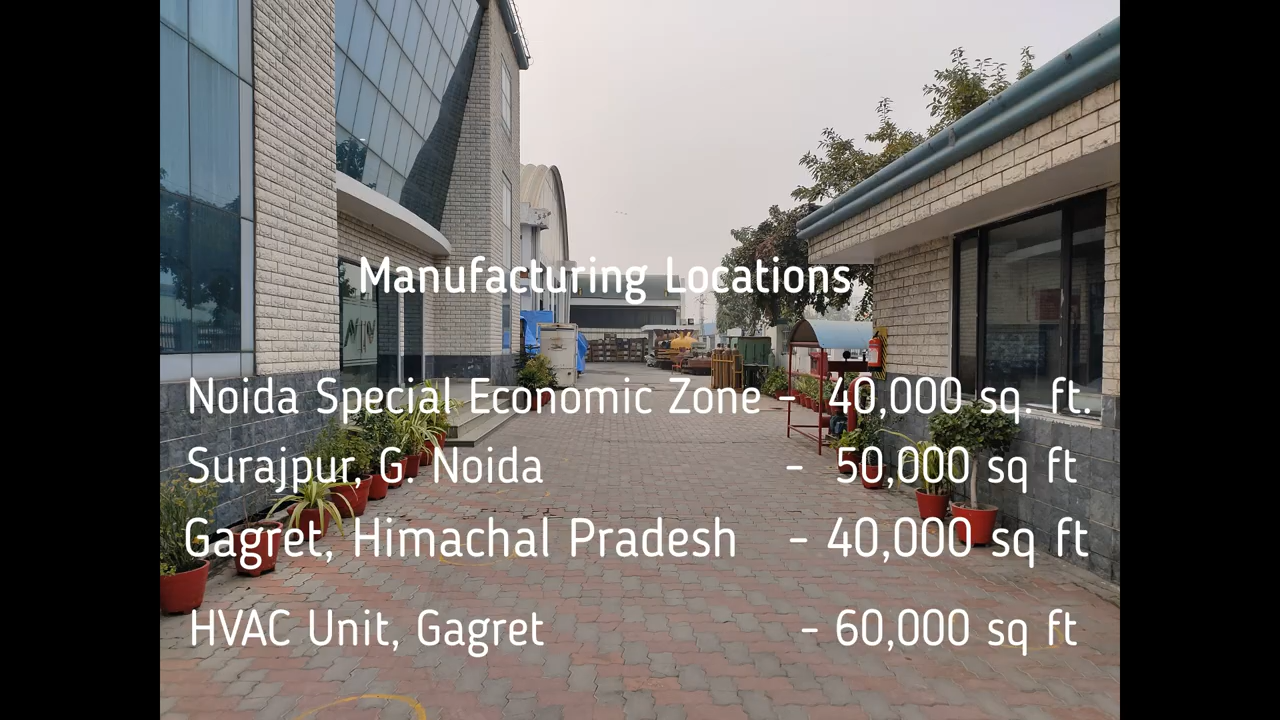 Manufacturing Locations
Noida Special Economic Zone - 40,000 sq. ft.
Surajpur, G. Noida - 50,000 sq ft
Gagret, Himachal Pradesh - 40,000 sq ft
HVAC Unit, Gagret - 60,000 sq ft